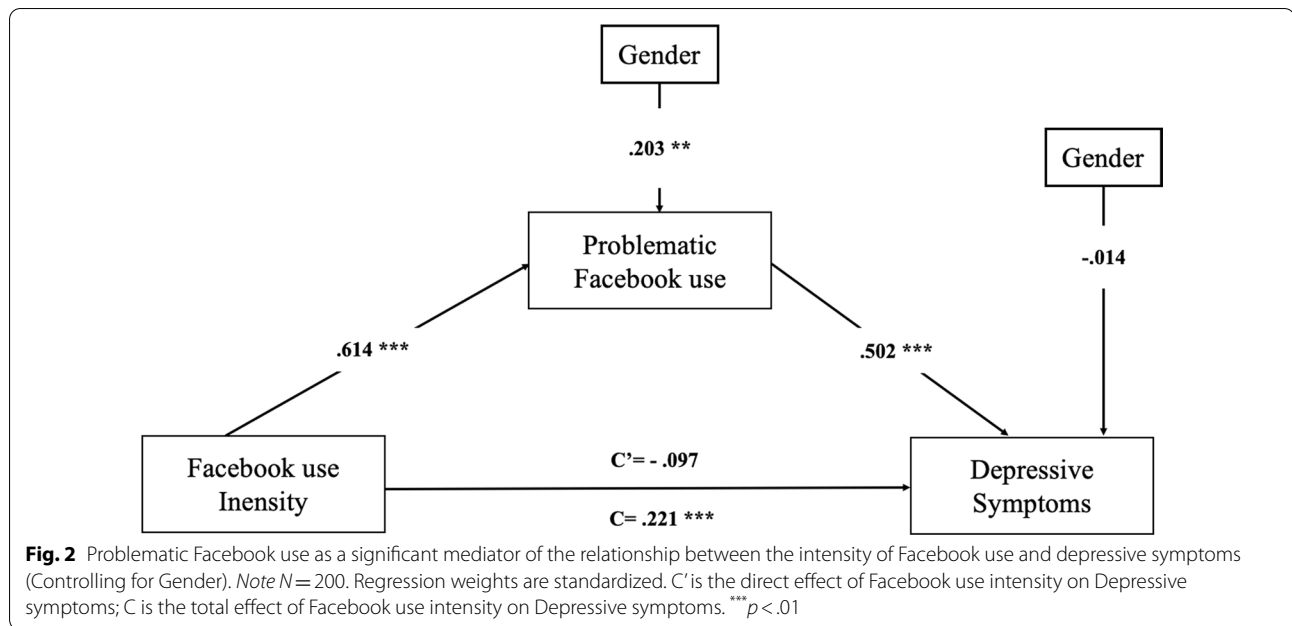 Gender
.203 **
Gender
Problematic
Facebook use
-.014
.614 ***
.502 ***
Facebook use
Inensity
C’= - .097
C= .221 ***
Depressive
Symptoms
Fig. 2 Problematic Facebook use as a significant mediator of the relationship between the intensity of Facebook use and depressive symptoms
(Controlling for Gender). Note N = 200. Regression weights are standardized. C’ is the direct effect of Facebook use intensity on Depressive
symptoms; C is the total effect of Facebook use intensity on Depressive symptoms. ***p < .01